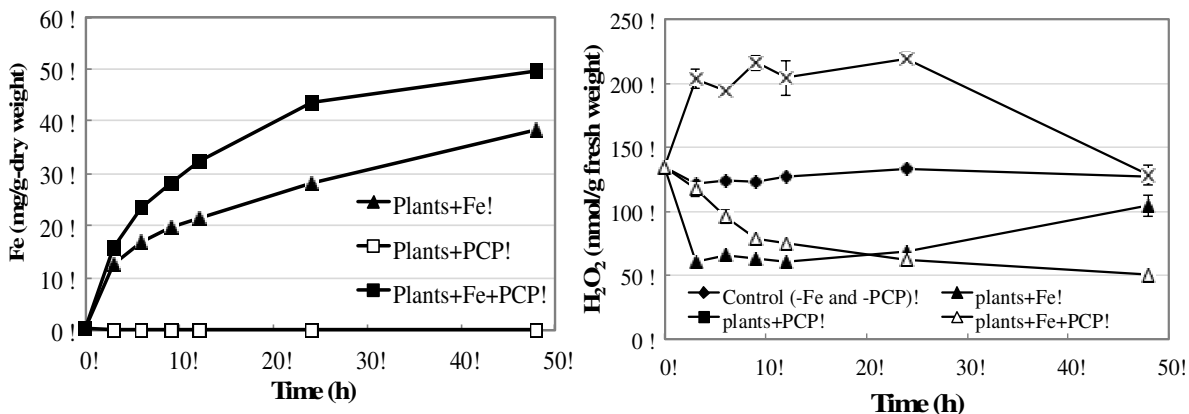 60 !
50 !
40 !
30 !
20 !
10 !
0 !
Fe (mg/g-dry weight)
Plants+Fe!
Plants+PCP!
Plants+Fe+PCP!
0! 10! 20! 30! 40! 50!
Time (h)
250 !
200 !
150 !
100 !
50 !
0 !
H₂O₂ (nmol/g fresh weight)
Control (-Fe and -PCP)! plants+Fe!
plants+PCP! plants+Fe+PCP!
0! 10! 20! 30! 40! 50!
Time (h)